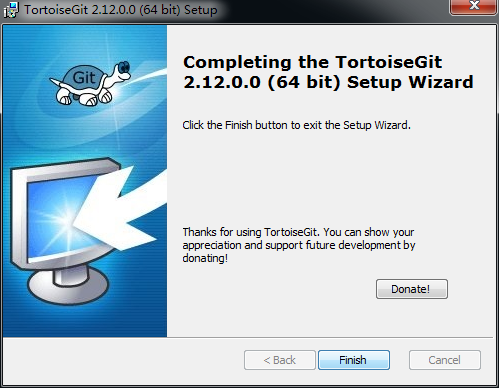 TortoiseGit 2.12.0.0 (64 bit) Setup
Git
Completing the TortoiseGit
2.12.0.0 (64 bit) Setup Wizard
Click the Finish button to exit the Setup Wizard.
Thanks for using TortoiseGit. You can show your
appreciation and support future development by
donating!
Donate!
< Back
Finish
Cancel